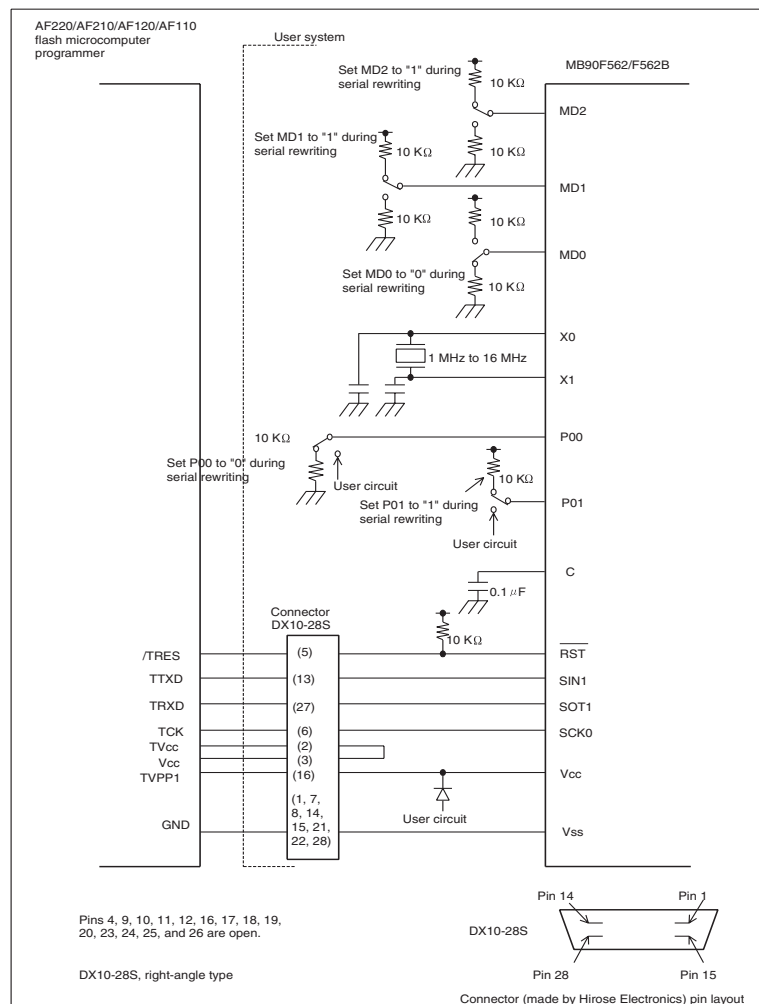 AF220/AF210/AF120/AF110
flash microcomputer
programmer
User system
MB90F562/F562B
Set MD2 to "1" during
serial rewriting
10 KΩ
MD2
10 KΩ
Set MD1 to "1" during
serial rewriting
10 KΩ
MD1
10 KΩ
10 KΩ
MD0
Set MD0 to "0" during
serial rewriting
10 KΩ
X0
1 MHz to 16 MHz
X1
10 KΩ
P00
Set P00 to "0" during
serial rewriting
User circuit
10 KΩ
Set P01 to "1" during
serial rewriting
P01
User circuit
C
0.1 μF
Connector
DX10-28S
10 KΩ
/TRES
(5)
RST
TTXD
(13)
SIN1
TRXD
(27)
SOT1
TCK
(6)
SCK0
TVcc
(2)
Vcc
(3)
TVPP1
(16)
Vcc
(1, 7,
8, 14,
15, 21,
22, 28)
User circuit
GND
Vss
Pins 4, 9, 10, 11, 12, 16, 17, 18, 19,
20, 23, 24, 25, and 26 are open.
DX10-28S, right-angle type
Pin 14
Pin 1
DX10-28S
Pin 28
Pin 15
Connector (made by Hirose Electronics) pin layout